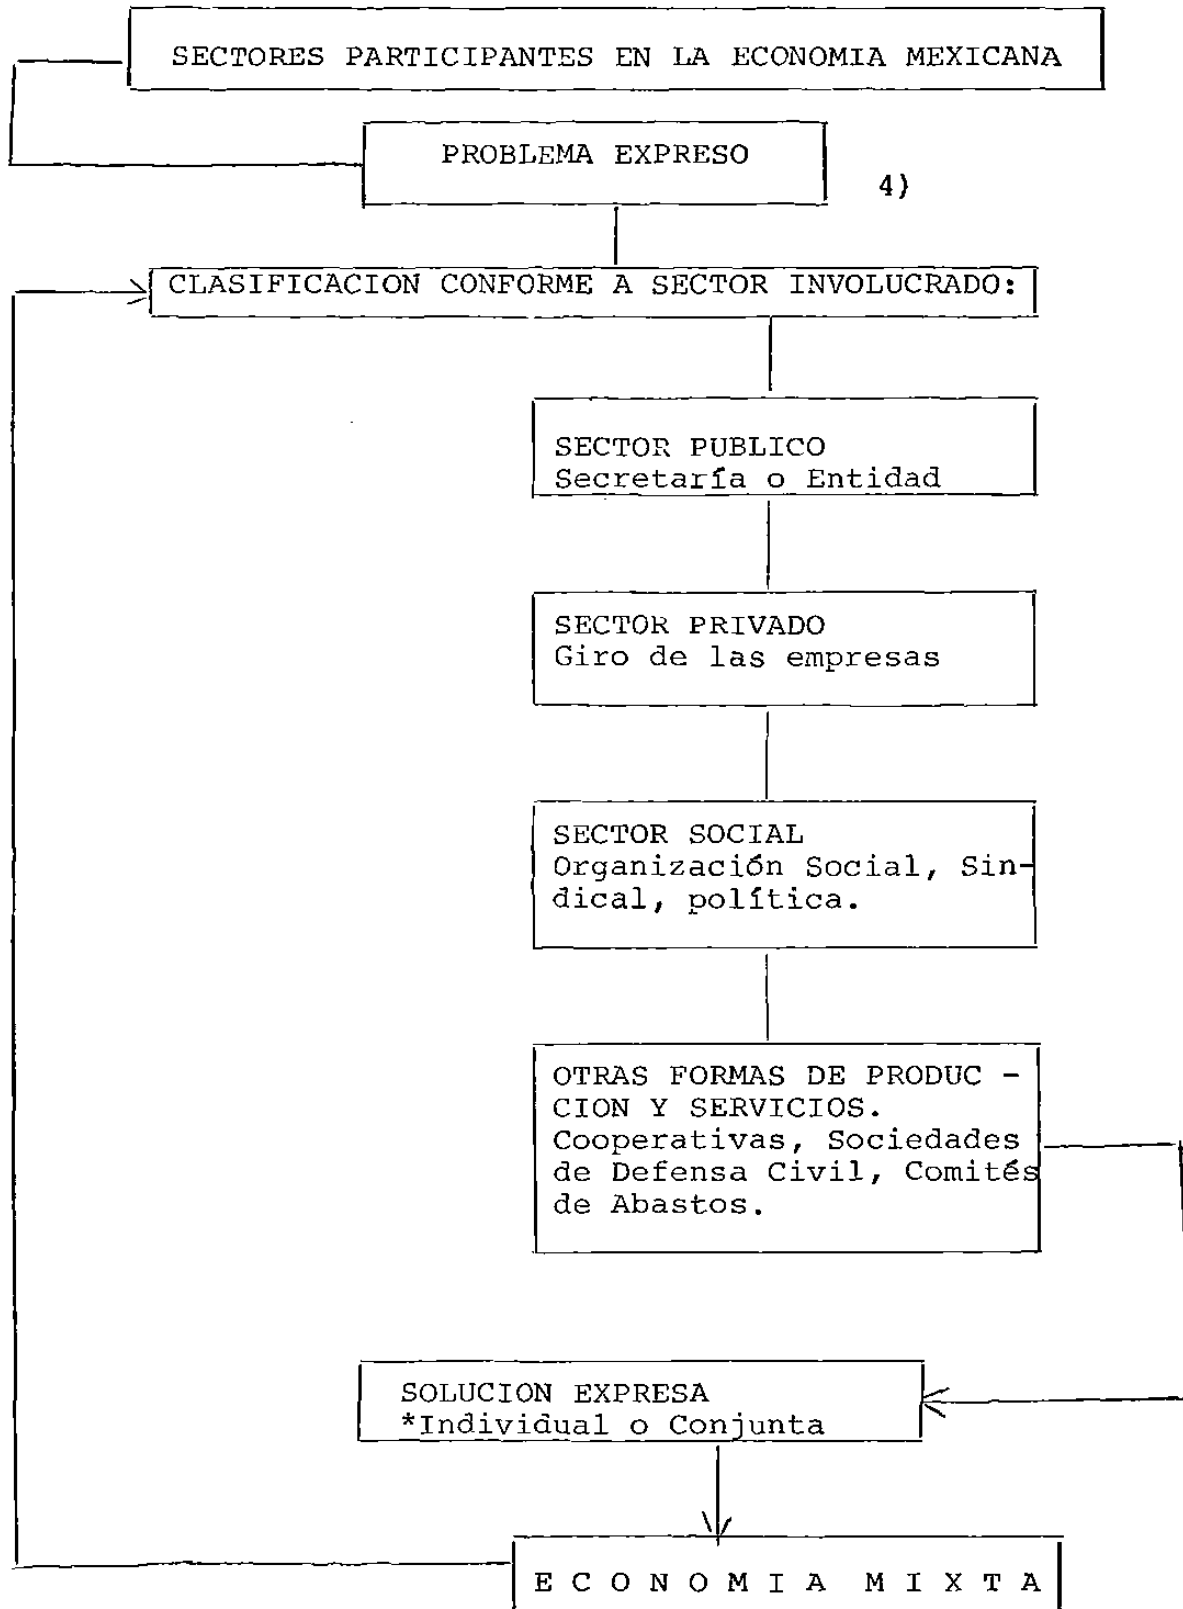 SECTORES PARTICIPANTES EN LA ECONOMIA MEXICANA
PROBLEMA EXPRESO
4)
CLASIFICACION CONFORME A SECTOR INVOLUCRADO:
SECTOR PUBLICO
Secretaría o Entidad
SECTOR PRIVADO
Giro de las empresas
SECTOR SOCIAL
Organización Social, Sin-
dical, política.
OTRAS FORMAS DE PRODUC -
CION Y SERVICIOS.
Cooperativas, Sociedades
de Defensa Civil, Comités
de Abastos.
SOLUCION EXPRESA
*Individual o Conjunta
E C O N O M I A M I X T A